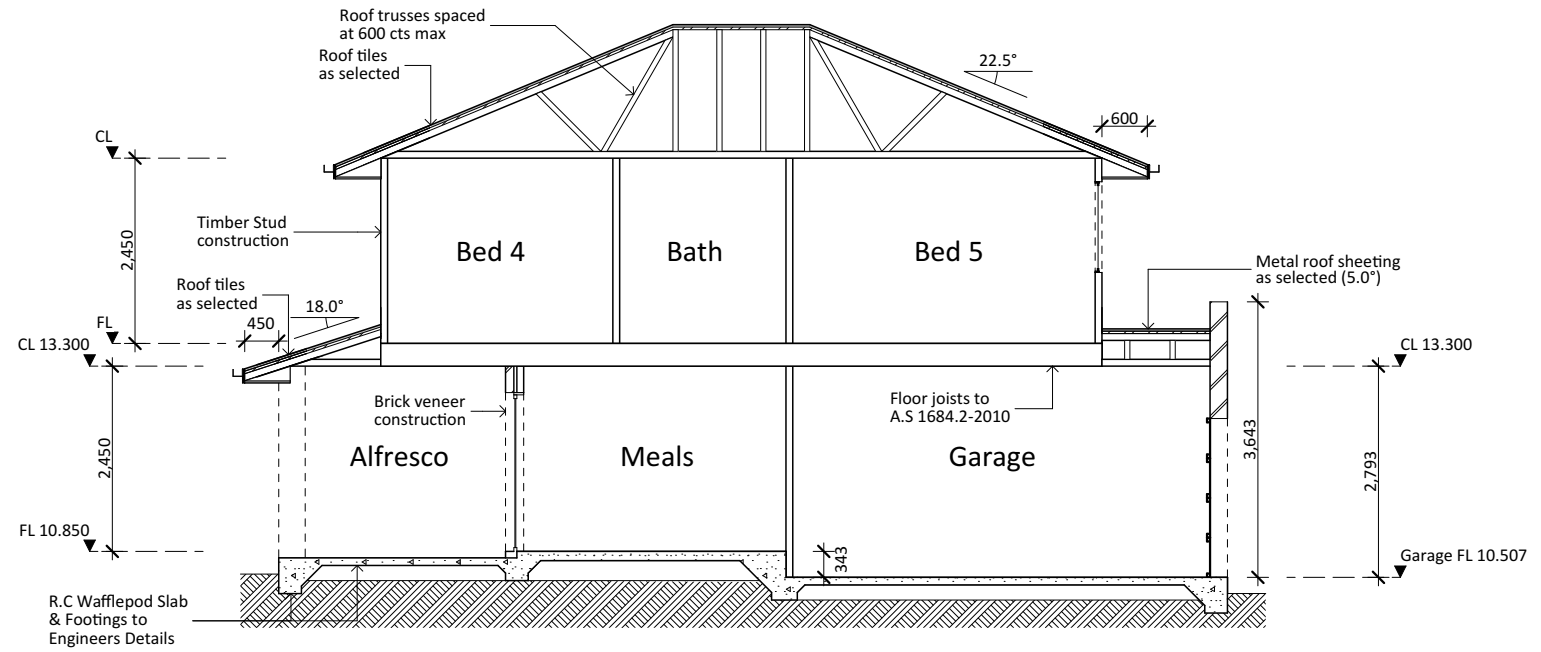 Roof trusses spaced
at 600 cts max
Roof tiles
as selected
22.5°
600
CL
2,450
Timber Stud
construction
Bed 4
Bath
Bed 5
Roof tiles
as selected
18.0°
450
FL
CL 13.300
Metal roof sheeting
as selected (5.0°)
CL 13.300
Brick veneer
construction
Floor joists to
A.S 1684.2-2010
2,450
Alfresco
Meals
Garage
3,643
2,793
FL 10.850
343
Garage FL 10.507
R.C Wafflepod Slab
& Footings to
Engineers Details